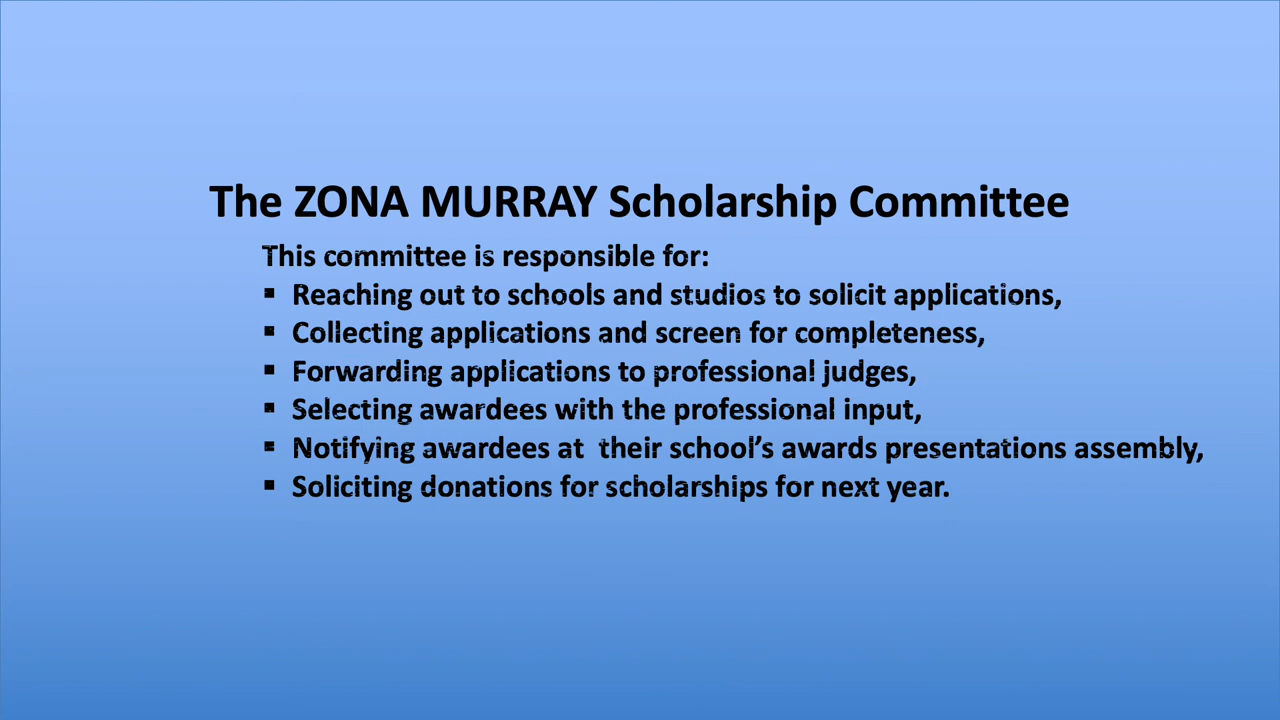 The ZONA MURRAY Scholarship Committee
This committee is responsible for:
▪ Reaching out to schools and studios to solicit applications,
▪ Collecting applications and screen for completeness,
▪ Forwarding applications to professional judges,
▪ Selecting awardees with the professional input,
▪ Notifying awardees at  their school’s awards presentations assembly,
▪ Soliciting donations for scholarships for next year.